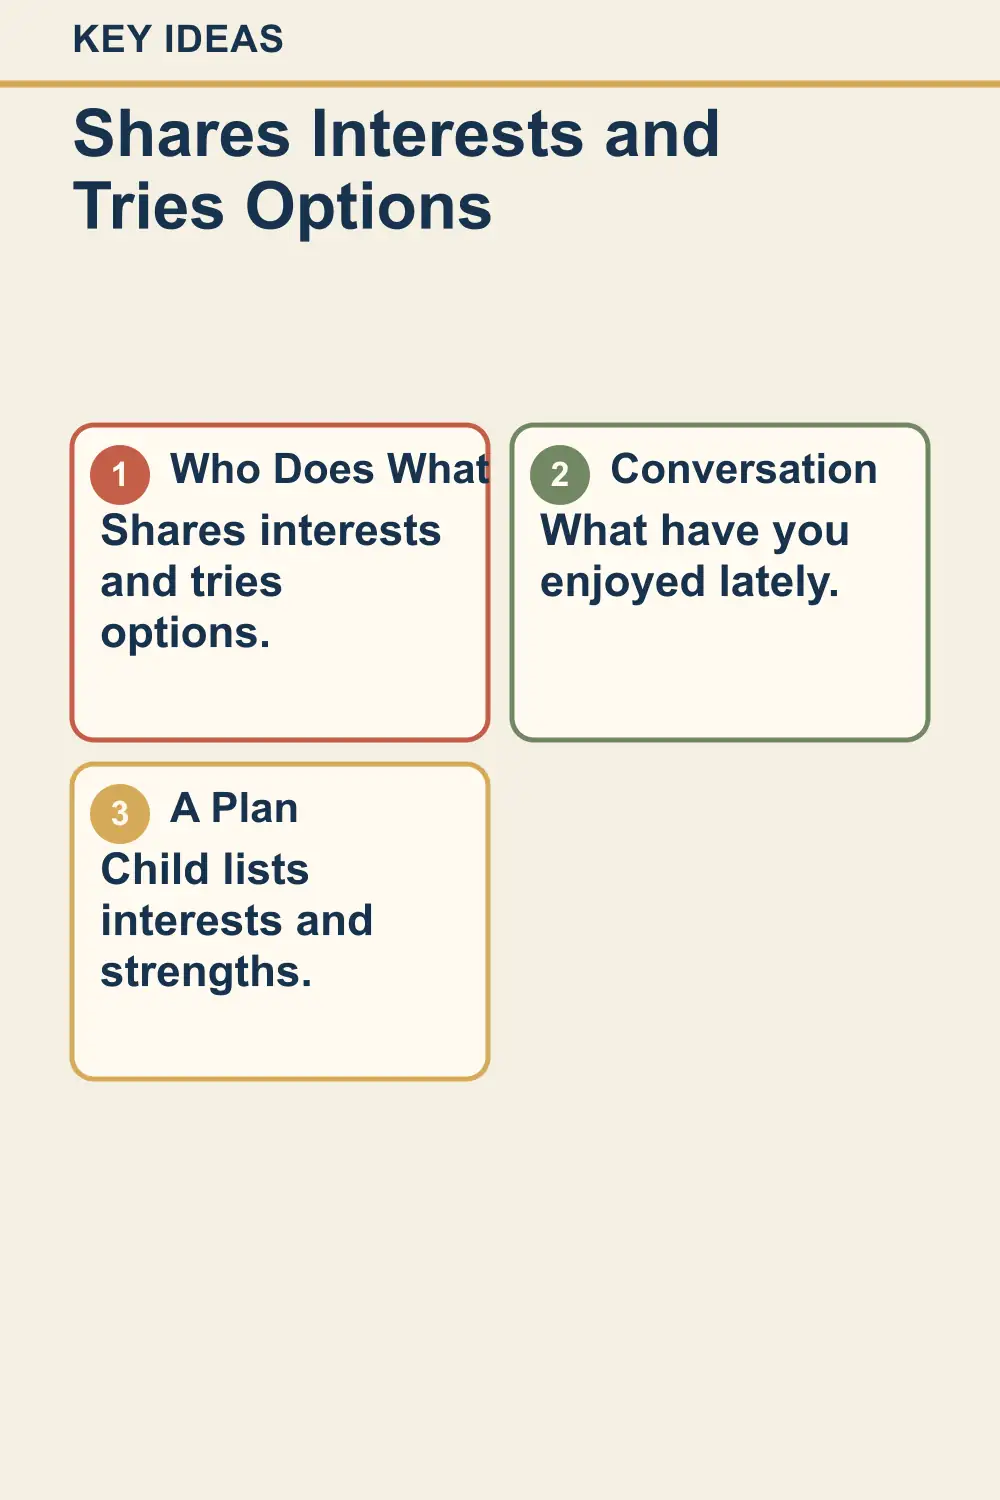 KEY IDEAS
Shares Interests and
Tries Options
1 Who Does What
Shares interests
and tries
options.
2 Conversation
What have you
enjoyed lately.
3 A Plan
Child lists
interests and
strengths.